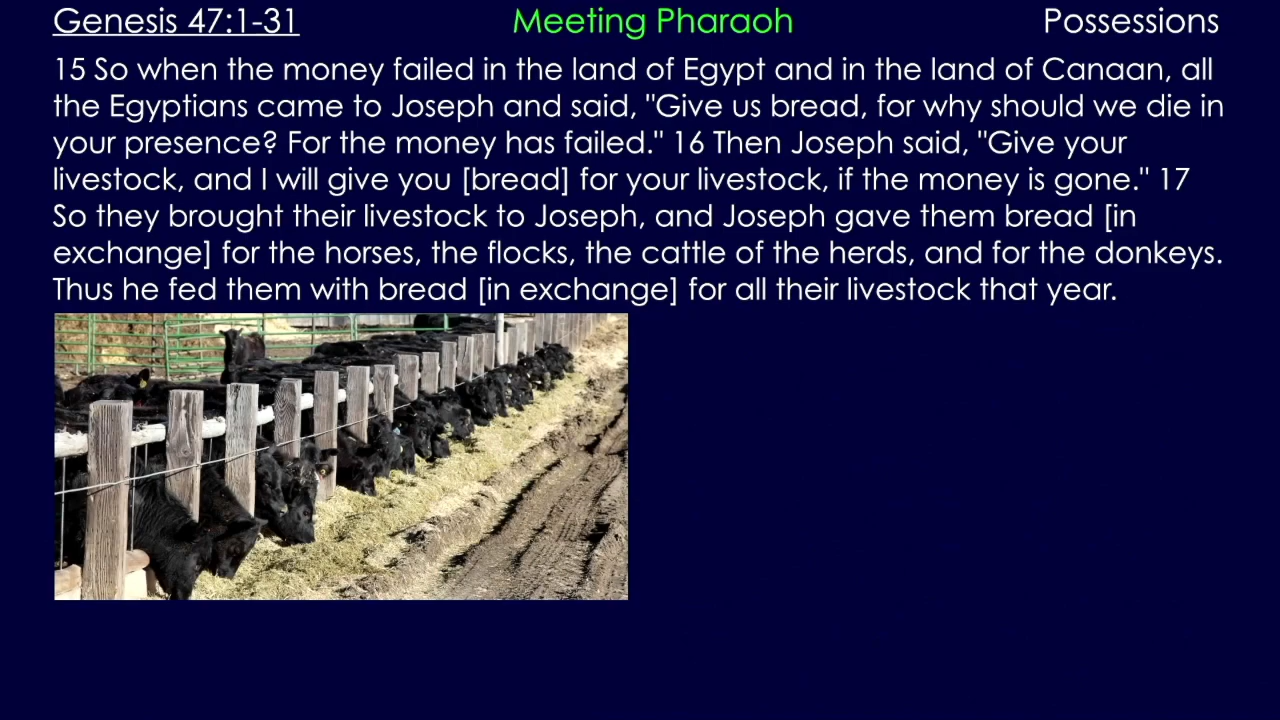 Genesis 47:1-31 Meeting Pharaoh Possessions
15 So when the money failed in the land of Egypt and in the land of Canaan, all
the Egyptians came to Joseph and said, "Give us bread, for why should we die in
your presence? For the money has failed." 16 Then Joseph said, "Give your
livestock, and I will give you [bread] for your livestock, if the money is gone." 17
So they brought their livestock to Joseph, and Joseph gave them bread [in
exchange] for the horses, the flocks, the cattle of the herds, and for the donkeys.
Thus he fed them with bread [in exchange] for all their livestock that year.